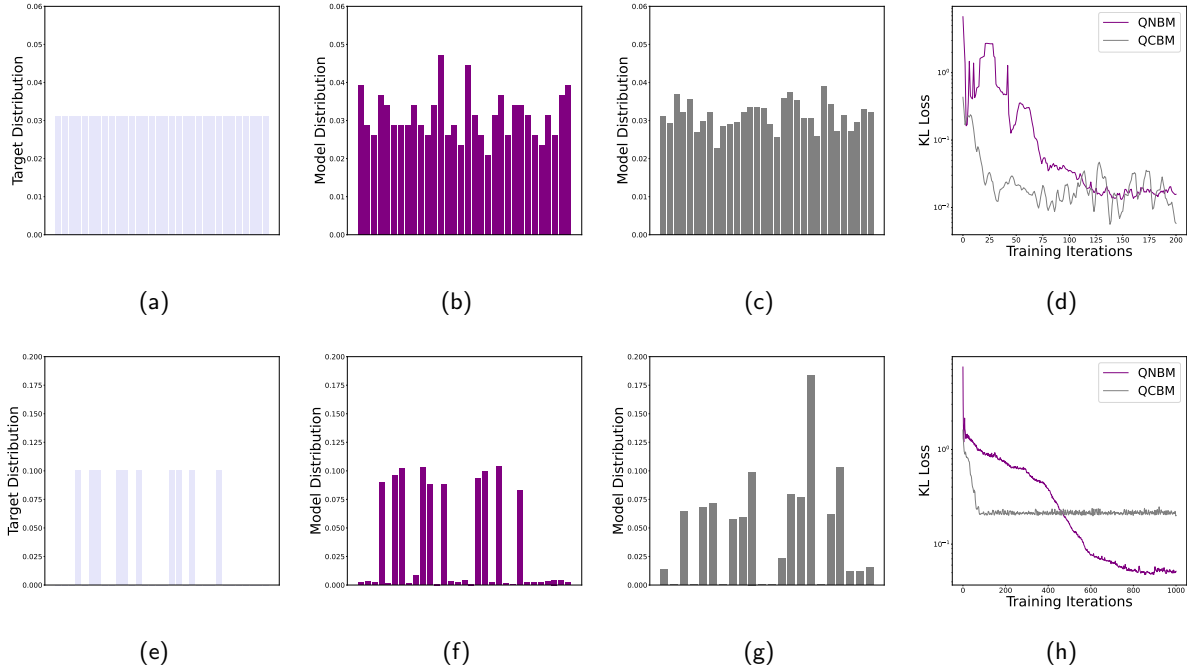 0.06
0.05
0.04
0.03
0.02
0.01
0.00
Target Distribution
(a)
0.06
0.05
0.04
0.03
0.02
0.01
0.00
Model Distribution
(b)
0.06
0.05
0.04
0.03
0.02
0.01
0.00
Model Distribution
(c)
QNBM
QCBM
10⁰
10⁻¹
10⁻²
KL Loss
0 25 50 75 100 125 150 175 200
Training Iterations
(d)
0.200
0.175
0.150
0.125
0.100
0.075
0.050
0.025
0.000
Target Distribution
(e)
0.200
0.175
0.150
0.125
0.100
0.075
0.050
0.025
0.000
Model Distribution
(f)
0.200
0.175
0.150
0.125
0.100
0.075
0.050
0.025
0.000
Model Distribution
(g)
QNBM
QCBM
10⁰
10⁻¹
KL Loss
0 200 400 600 800 1000
Training Iterations
(h)